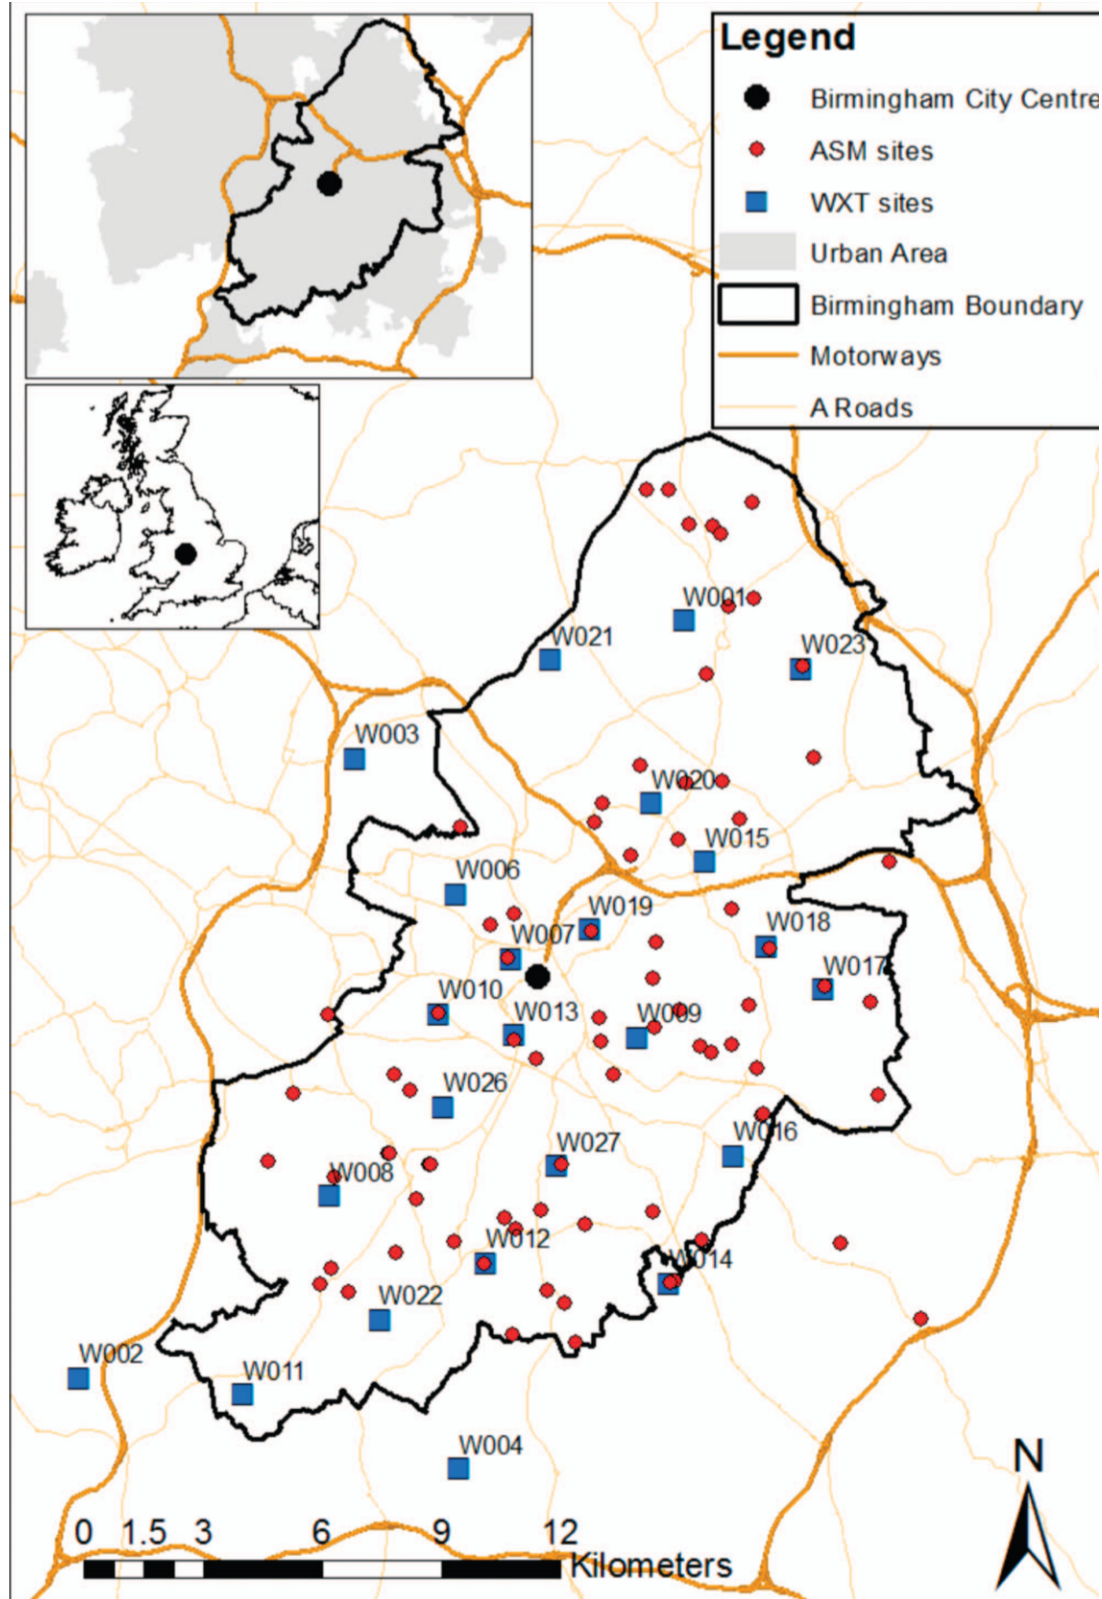 Legend
Birmingham City Centre
ASM sites
WXT sites
Urban Area
Birmingham Boundary
Motorways
A Roads
W001
W021
W023
W003
W020
W015
W006
W019
W007
W018
W017
W010
W013
W009
W026
W016
W027
W008
W012
W014
W022
W002
W011
W004
N
0 1.5 3 6 9 12
Kilometers